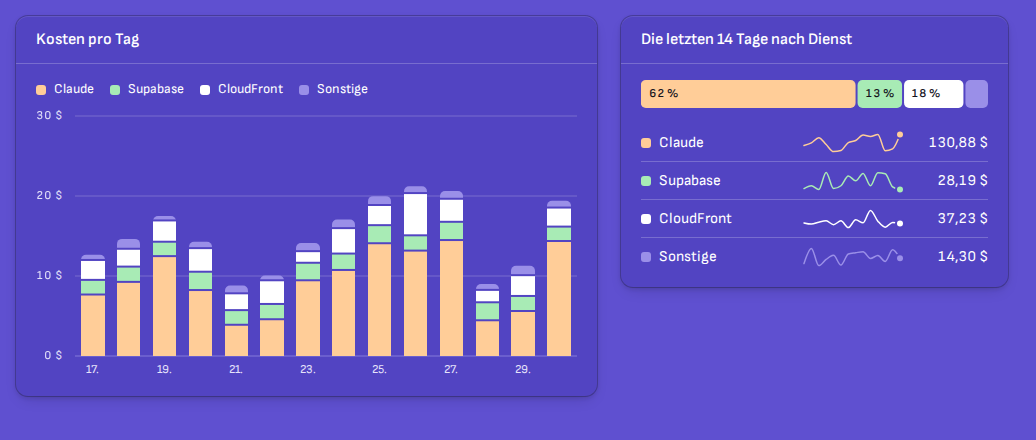 Kosten pro Tag
Claude Supabase CloudFront Sonstige
30 $
20 $
10 $
0 $
17. 19. 21. 23. 25. 27. 29.
Die letzten 14 Tage nach Dienst
62 % 13 % 18 %
Claude 130,88 $
Supabase 28,19 $
CloudFront 37,23 $
Sonstige 14,30 $